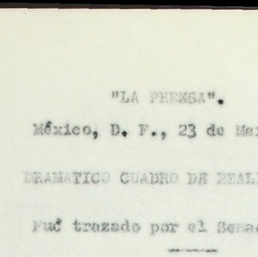 "LA PRENSA".
México, D. F., 23 de
DRAMATICO CUADRO DE
Fué trazado por el